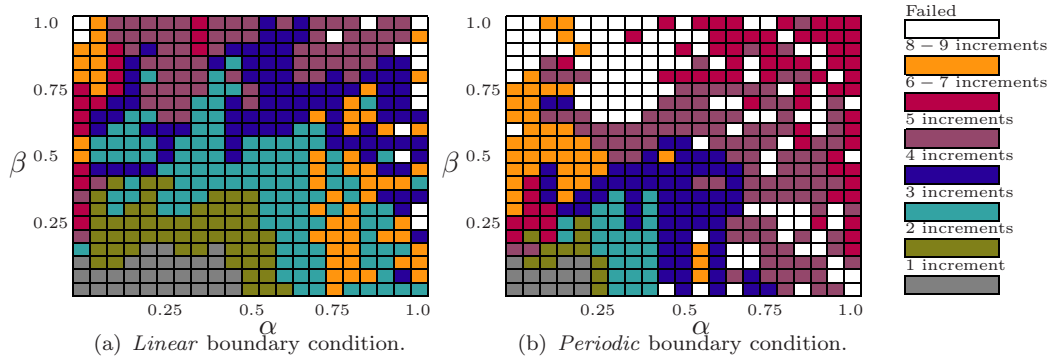 1.0
0.75
0.5
0.25
β
0.25
0.5
0.75
1.0
α
(a) Linear boundary condition.
1.0
0.75
0.5
0.25
β
0.25
0.5
0.75
1.0
α
(b) Periodic boundary condition.
Failed
8 – 9 increments
6 – 7 increments
5 increments
4 increments
3 increments
2 increments
1 increment